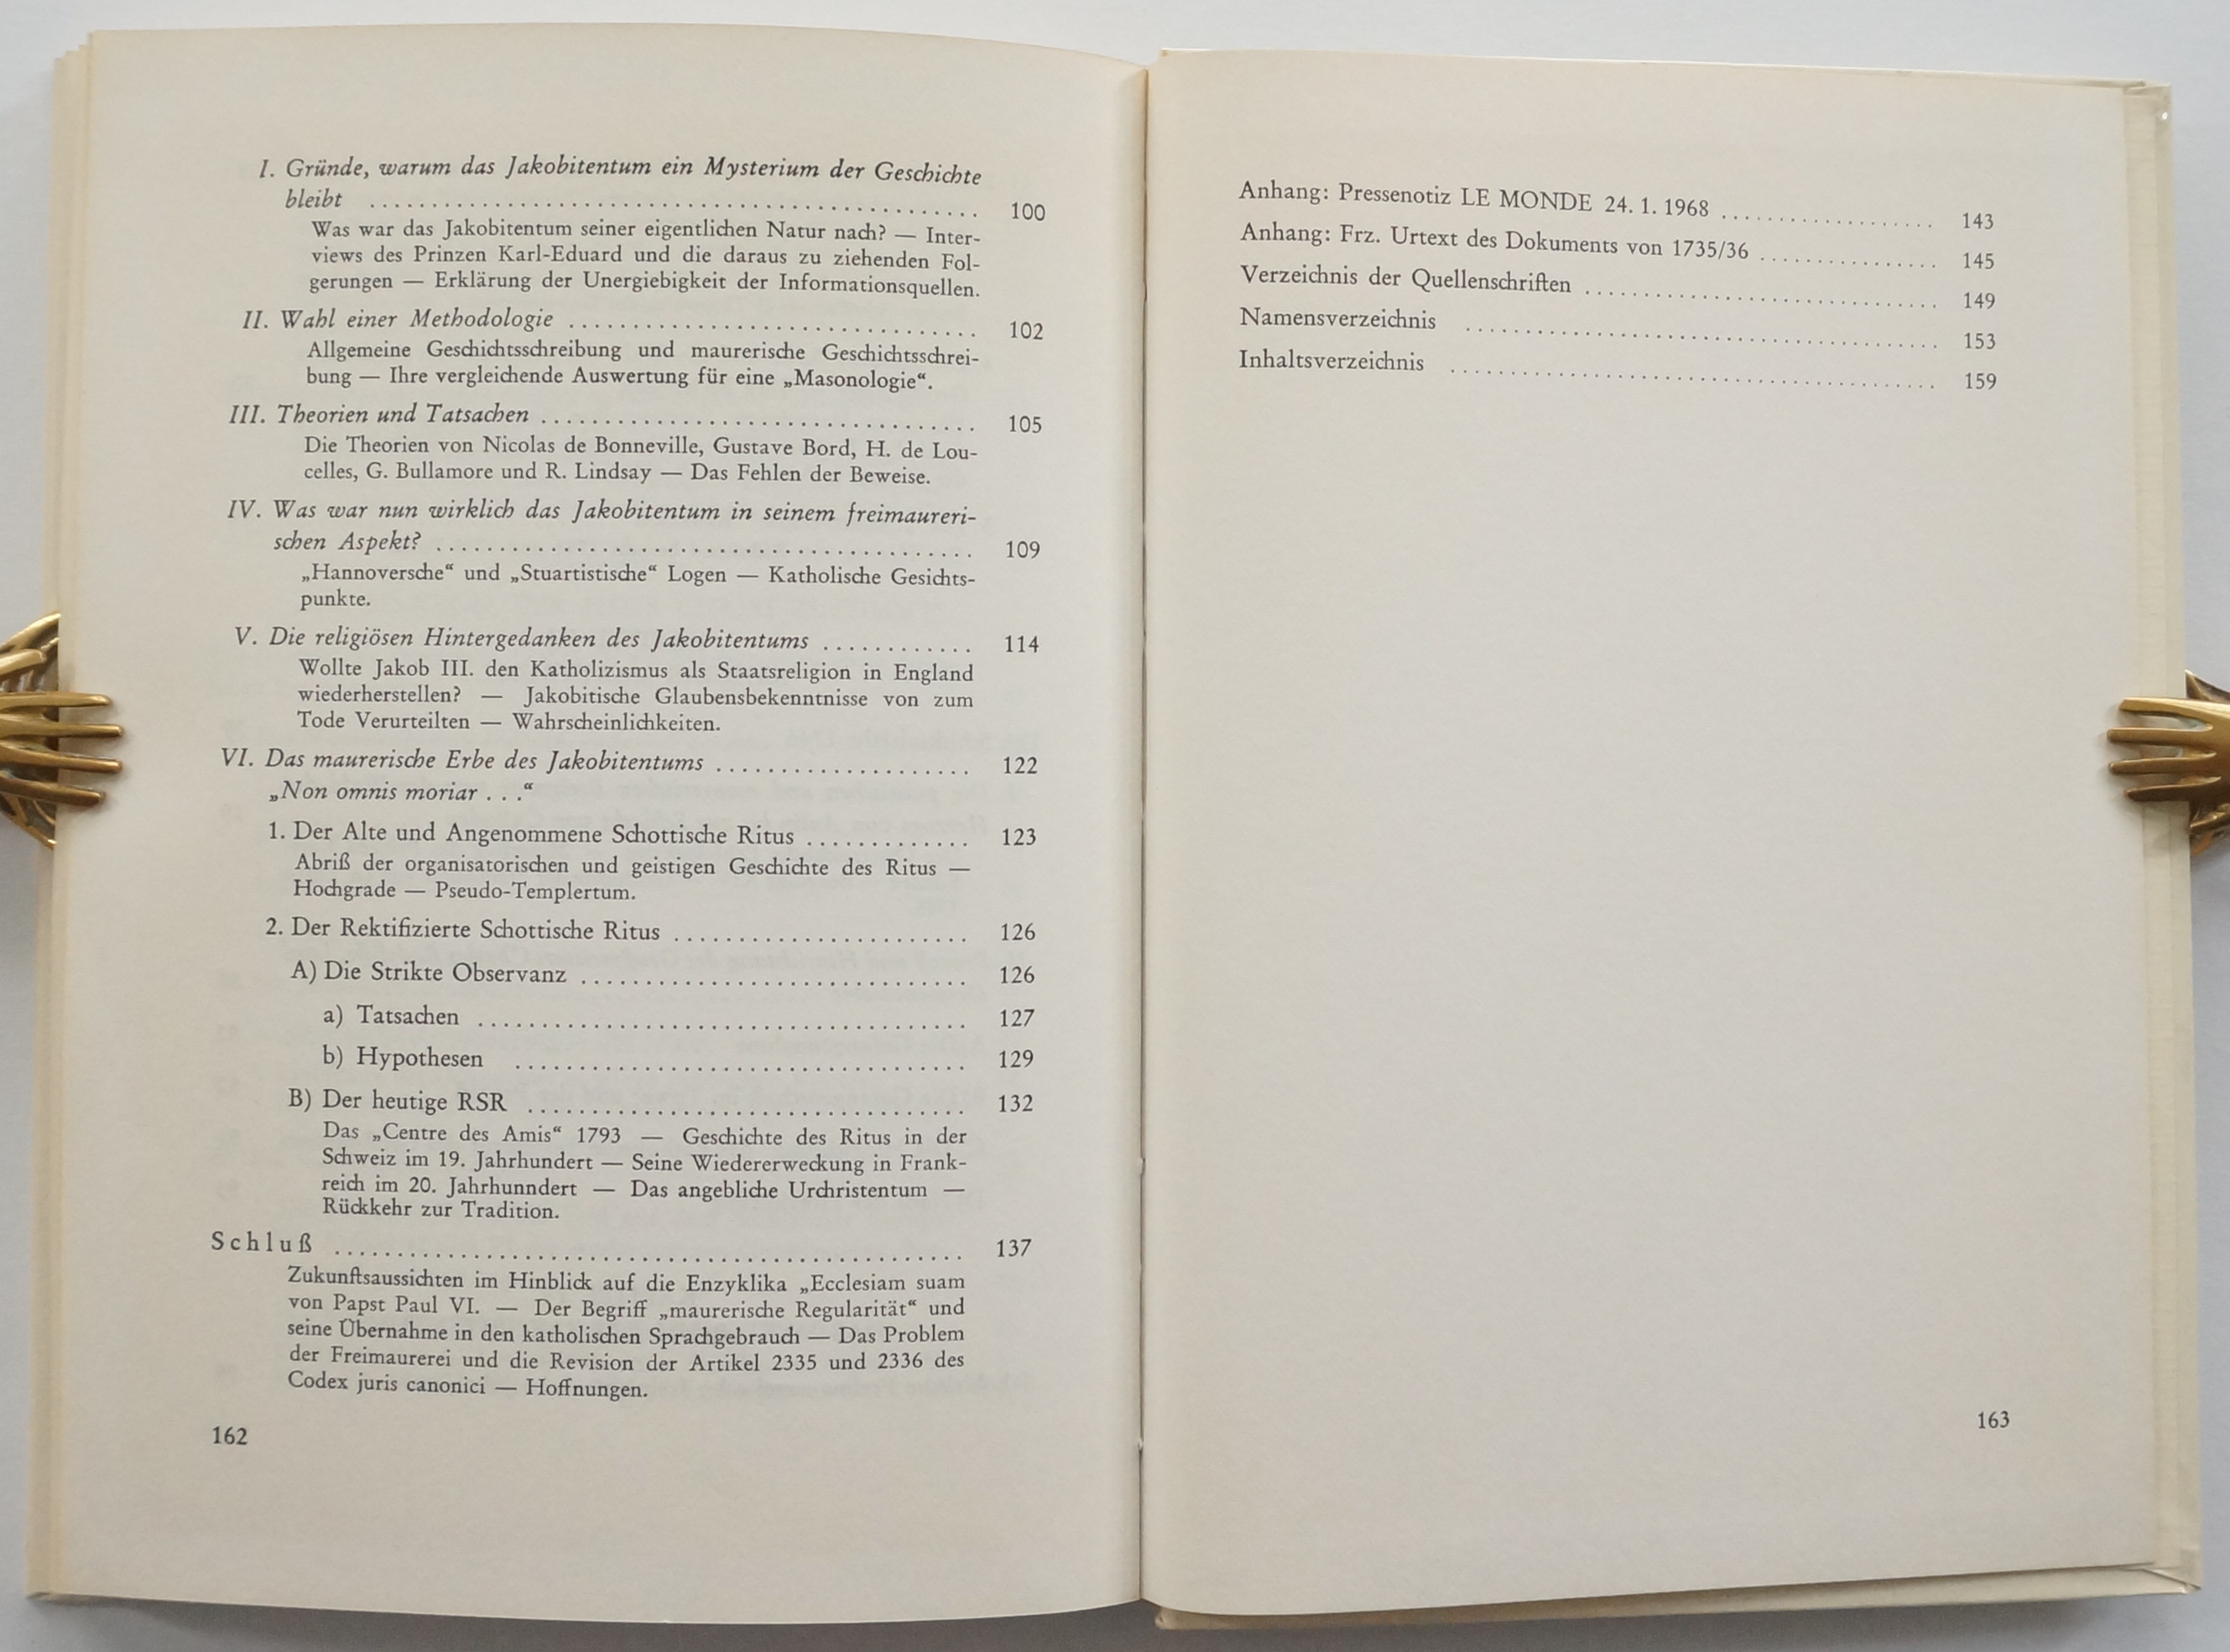 I. Gründe, warum das Jakobitentum ein Mysterium der Geschichte
bleibt ........................................ 100
Was war das Jakobitentum seiner eigentlichen Natur nach? — Inter-
views des Prinzen Karl-Eduard und die daraus zu ziehenden Fol-
gerungen — Erklärung der Unergiebigkeit der Informationsquellen.
II. Wahl einer Methodologie ........................................ 102
Allgemeine Geschichtsschreibung und maurerische Geschichtsschrei-
bung — Ihre vergleichende Auswertung für eine „Masonologie“.
III. Theorien und Tatsachen ........................................ 105
Die Theorien von Nicolas de Bonneville, Gustave Bord, H. de Lou-
celles, G. Bullamore und R. Lindsay — Das Fehlen der Beweise.
IV. Was war nun wirklich das Jakobitentum in seinem freimaureri-
schen Aspekt? ........................................ 109
„Hannoversche“ und „Stuartistische“ Logen — Katholische Gesichts-
punkte.
V. Die religiösen Hintergedanken des Jakobitentums ............ 114
Wollte Jakob III. den Katholizismus als Staatsreligion in England
wiederherstellen? — Jakobitische Glaubensbekenntnisse von zum
Tode Verurteilten — Wahrscheinlichkeiten.
VI. Das maurerische Erbe des Jakobitentums .................... 122
„Non omnis moriar . . .“
1. Der Alte und Angenommene Schottische Ritus ............. 123
Abriß der organisatorischen und geistigen Geschichte des Ritus —
Hochgrade — Pseudo-Templertum.
2. Der Rektifizierte Schottische Ritus ........................ 126
A) Die Strikte Observanz ............................... 126
a) Tatsachen ....................................... 127
b) Hypothesen .................................... 129
B) Der heutige RSR ................................... 132
Das „Centre des Amis“ 1793 — Geschichte des Ritus in der
Schweiz im 19. Jahrhundert — Seine Wiedererweckung in Frank-
reich im 20. Jahrhunndert — Das angebliche Urchristentum —
Rückkehr zur Tradition.
Schluß .................................................. 137
Zukunftsaussichten im Hinblick auf die Enzyklika „Ecclesiam suam
von Papst Paul VI. — Der Begriff „maurerische Regularität“ und
seine Übernahme in den katholischen Sprachgebrauch — Das Problem
der Freimaurerei und die Revision der Artikel 2335 und 2336 des
Codex juris canonici — Hoffnungen.
162
Anhang: Pressenotiz LE MONDE 24. 1. 1968 ................. 143
Anhang: Frz. Urtext des Dokuments von 1735/36 .............. 145
Verzeichnis der Quellenschriften ............................ 149
Namensverzeichnis ...................................... 153
Inhaltsverzeichnis ....................................... 159
163